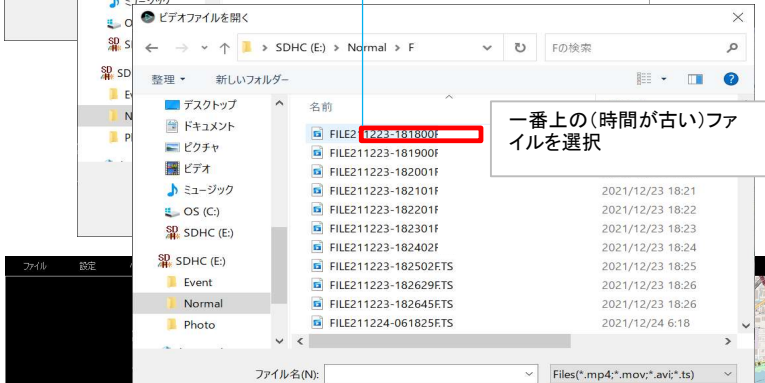 ミュージック
ビデオファイルを開く
SDHC (E:) > Normal > F
Fの検索
整理
新しいフォルダー
デスクトップ
ドキュメント
ピクチャ
ビデオ
ミュージック
OS (C:)
SDHC (E:)
SDHC (E:)
Event
Normal
Photo
名前
一番上の(時間が古い)ファ
イルを選択
FILE211223-181800F
FILE211223-181900F
FILE211223-182001F
FILE211223-182101F 2021/12/23 18:21
FILE211223-182201F 2021/12/23 18:22
FILE211223-182301F 2021/12/23 18:23
FILE211223-182402F 2021/12/23 18:24
FILE211223-182502F.TS 2021/12/23 18:25
FILE211223-182629F.TS 2021/12/23 18:26
FILE211223-182645F.TS 2021/12/23 18:26
FILE211224-061825F.TS 2021/12/24 6:18
ファイル名(N):
Files(*.mp4;*.mov;*.avi;*.ts)
ファイル
設定